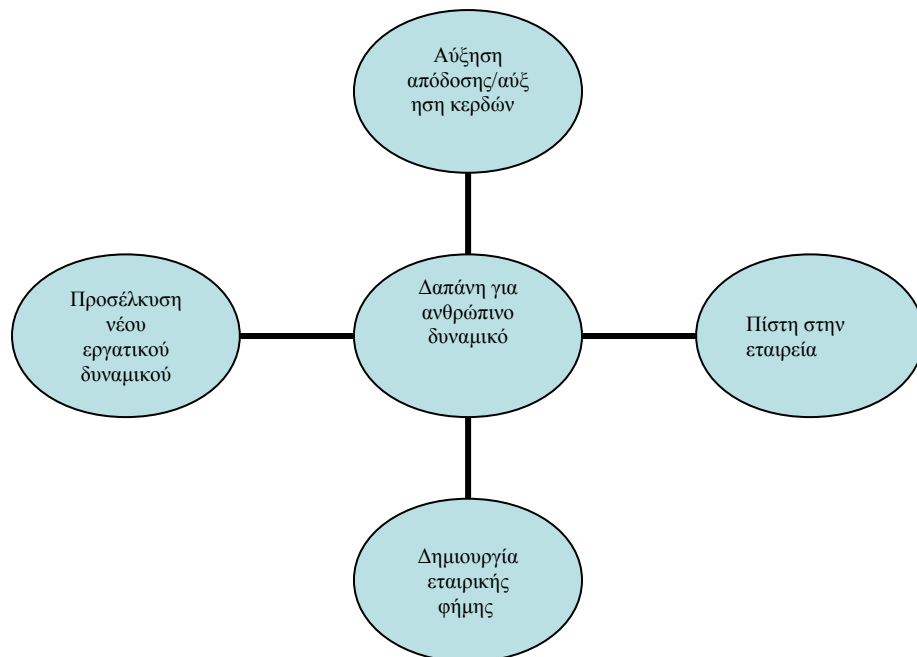 Αύξηση
απόδοσης/αύξ
ηση κερδών
Προσέλκυση
νέου
εργατικού
δυναμικού
Δαπάνη για
ανθρώπινο
δυναμικό
Πίστη στην
εταιρεία
Δημιουργία
εταιρικής
φήμης